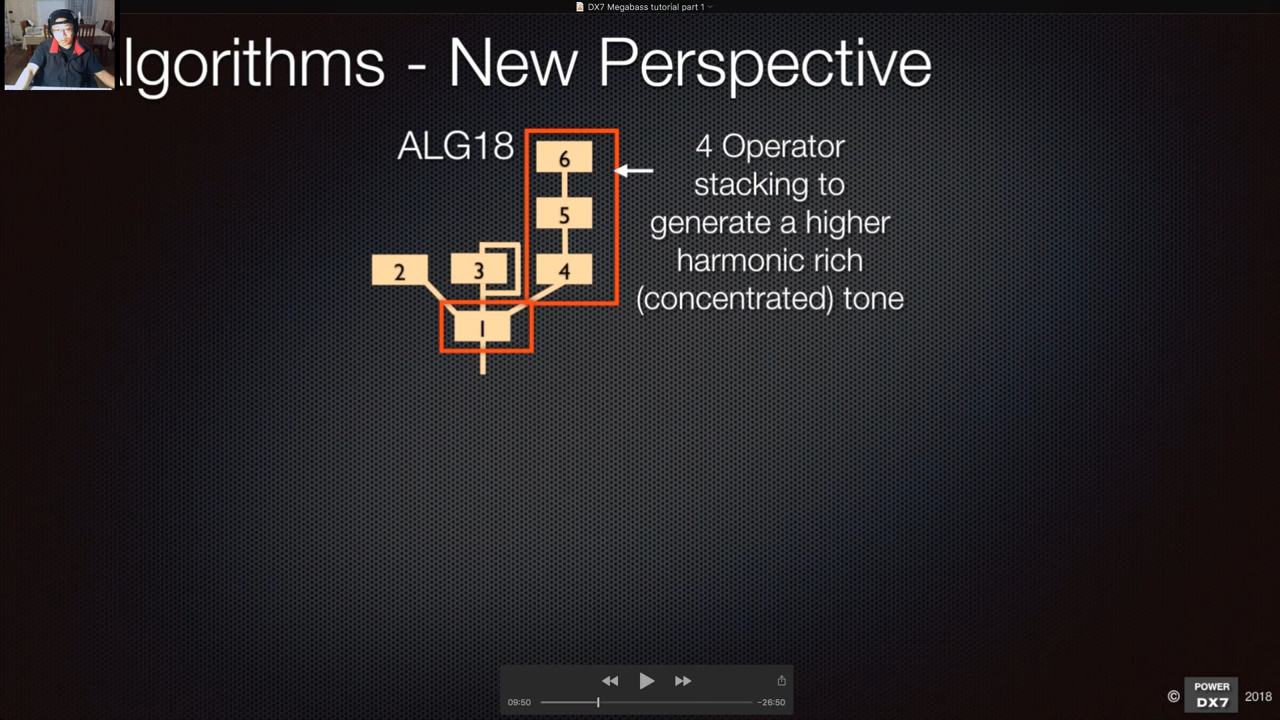 DX7 Megabass tutorial part 1
lgorithms - New Perspective
ALG18
6
5
4
2
3
1
4 Operator
stacking to
generate a higher
harmonic rich
(concentrated) tone
09:50
-26:50
©
POWER
DX7
2018